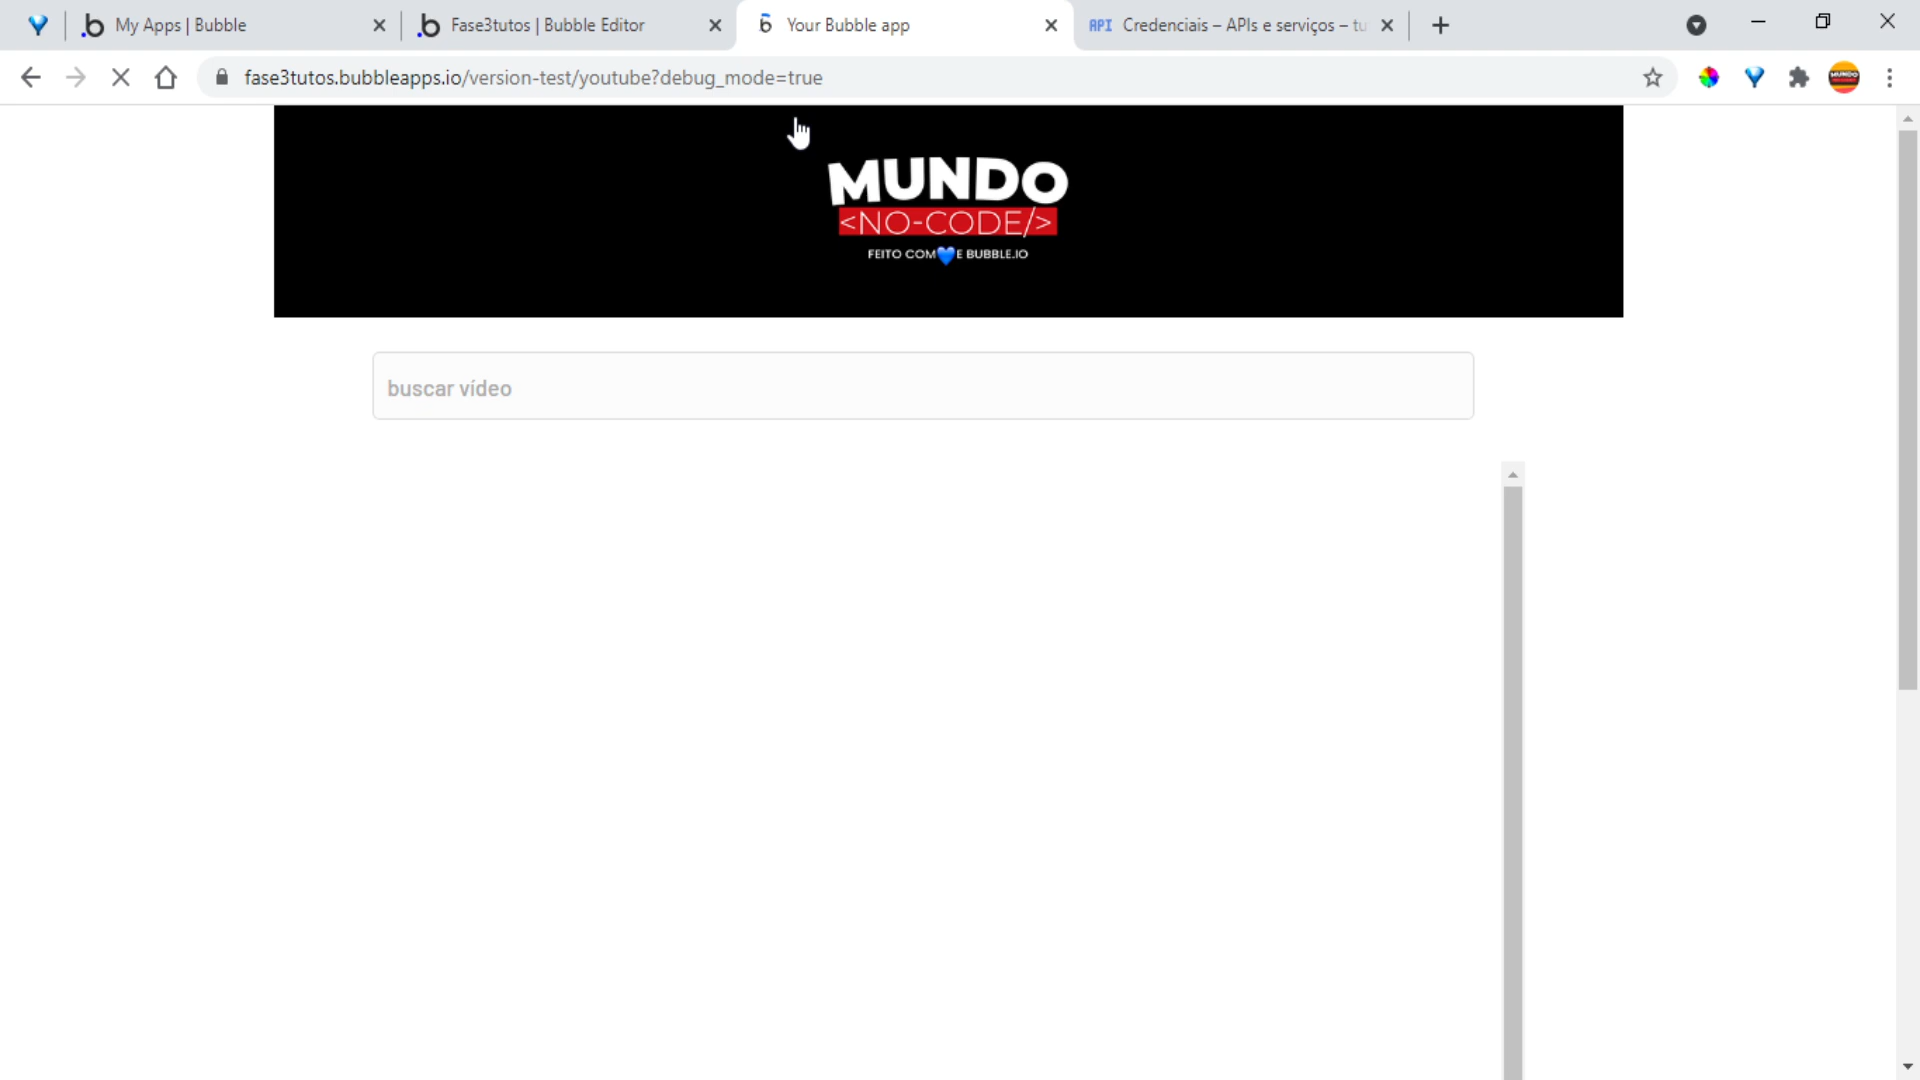 My Apps | Bubble
Fase3tutos | Bubble Editor
Your Bubble app
API Credenciais – APIs e serviços – tu
fase3tutos.bubbleapps.io/version-test/youtube?debug_mode=true
MUNDO
<NO-CODE/>
FEITO COM💙E BUBBLE.IO
buscar vídeo